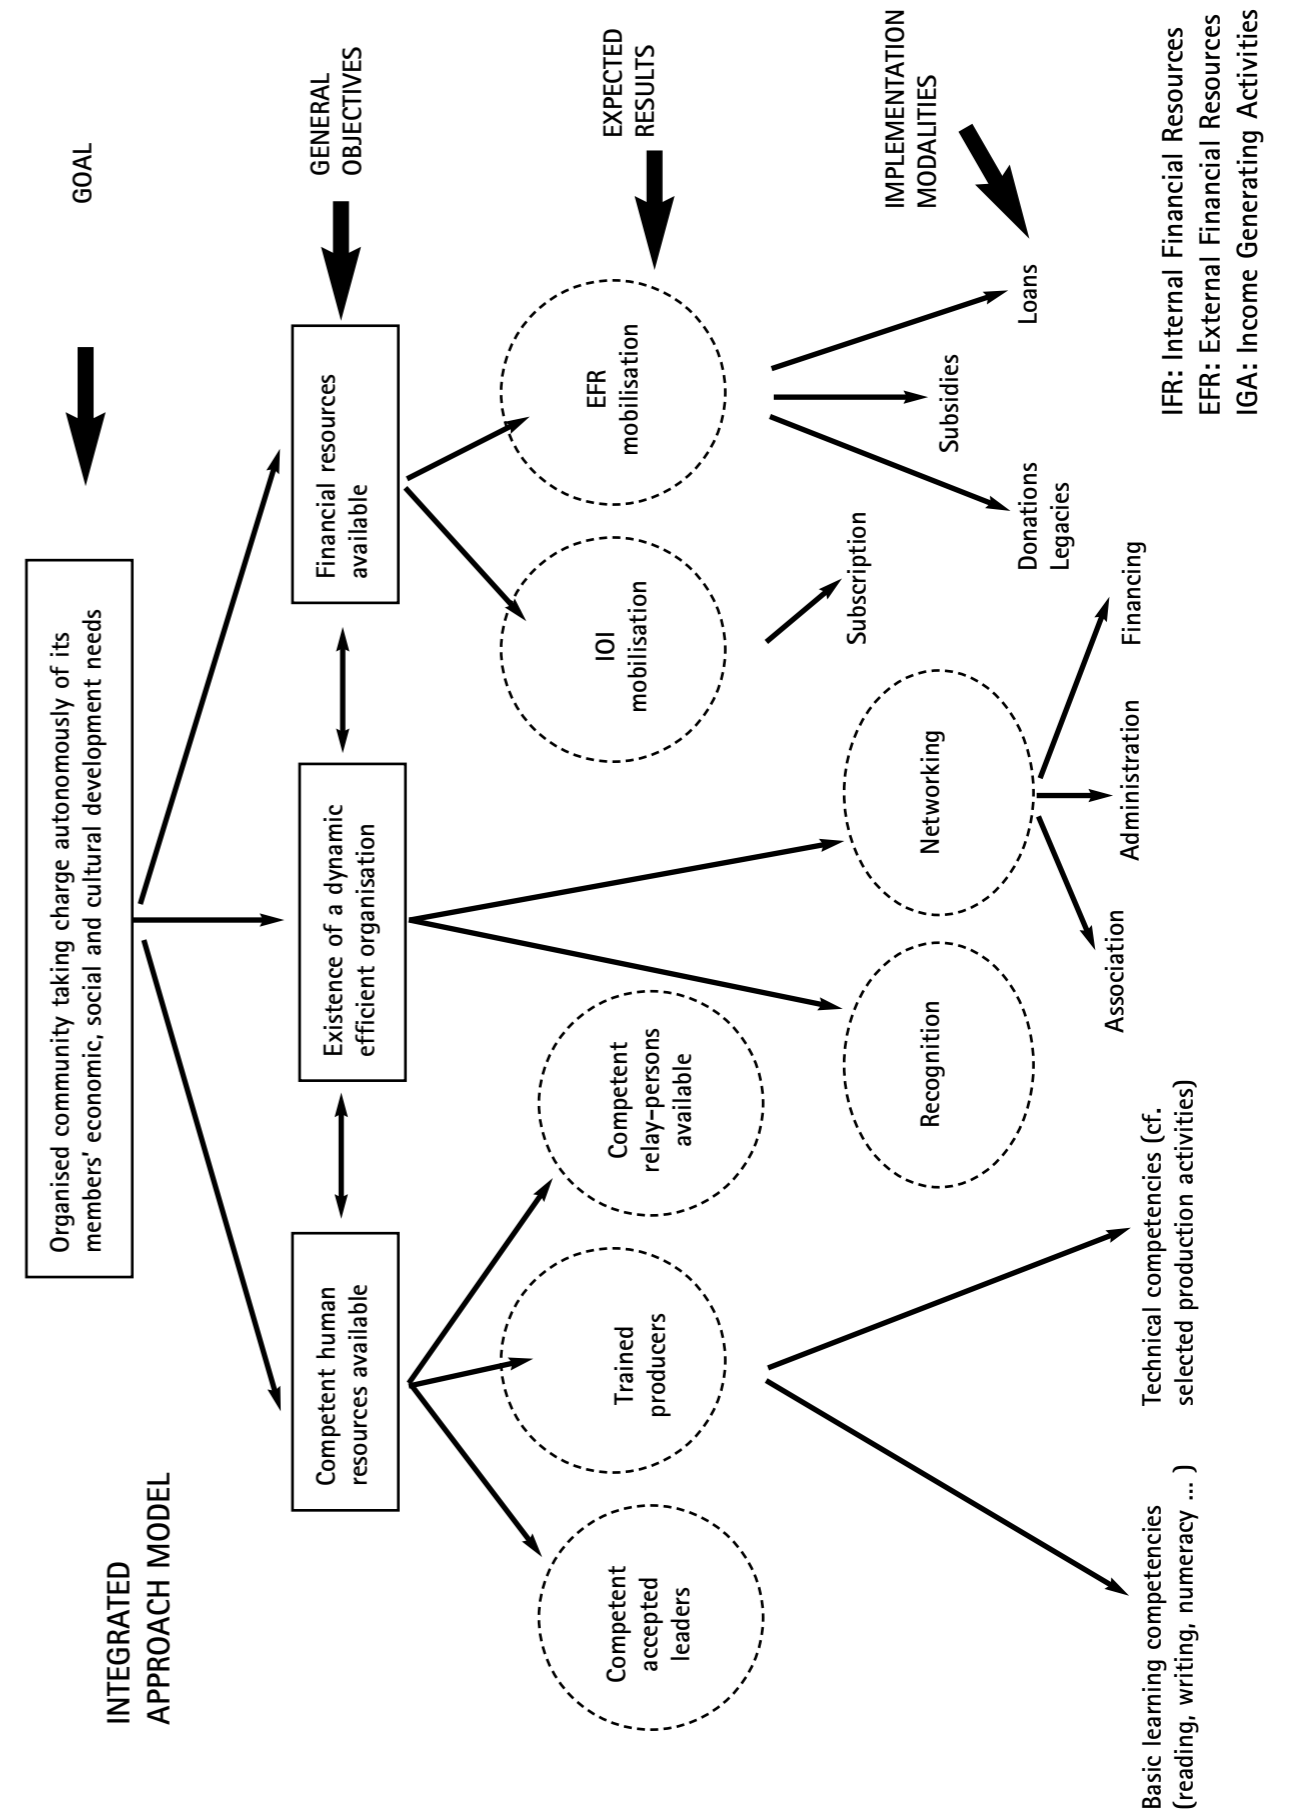 INTEGRATED
APPROACH MODEL
GOAL
Organised community taking charge autonomously of its
members' economic, social and cultural development needs
GENERAL
OBJECTIVES
Competent human
resources available
Existence of a dynamic
efficient organisation
Financial resources
available
EXPECTED
RESULTS
Competent
accepted
leaders
Trained
producers
Competent
relay-persons
available
IOI
mobilisation
EFR
mobilisation
Recognition
Networking
IMPLEMENTATION
MODALITIES
Subscription
Donations
Legacies
Subsidies
Loans
Association
Administration
Financing
Basic learning competencies
(reading, writing, numeracy ... )
Technical competencies (cf.
selected production activities)
IFR: Internal Financial Resources
EFR: External Financial Resources
IGA: Income Generating Activities